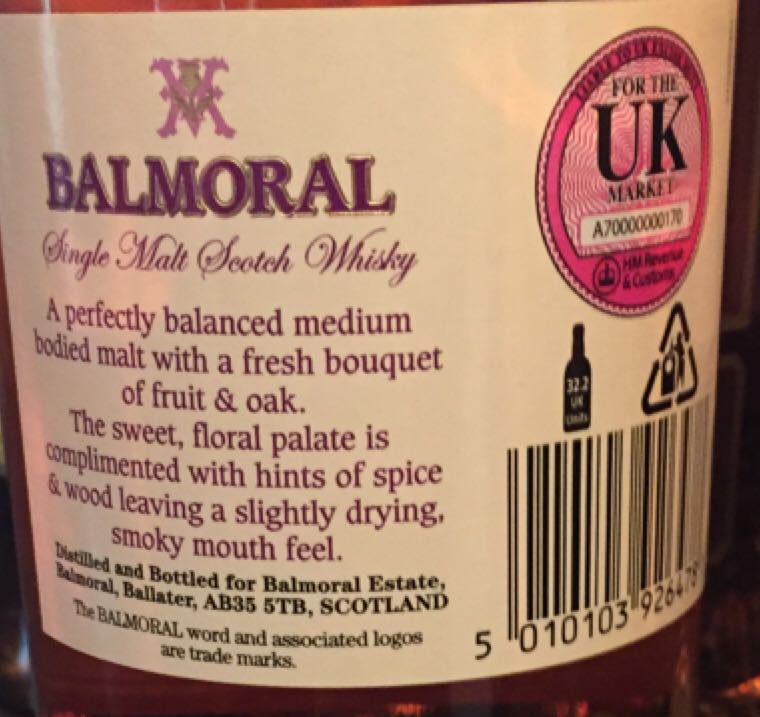 BALMORAL
Single Malt Scotch Whisky
A perfectly balanced medium
bodied malt with a fresh bouquet
of fruit & oak.
The sweet, floral palate is
complimented with hints of spice
& wood leaving a slightly drying,
smoky mouth feel.
Distilled and Bottled for Balmoral Estate,
Balmoral, Ballater, AB35 5TB, SCOTLAND
The BALMORAL word and associated logos
are trade marks.
FOR THE
UK
MARKET
A70000000170
HM Revenue
& Customs
32.2
UK
Units
5 010103 926478